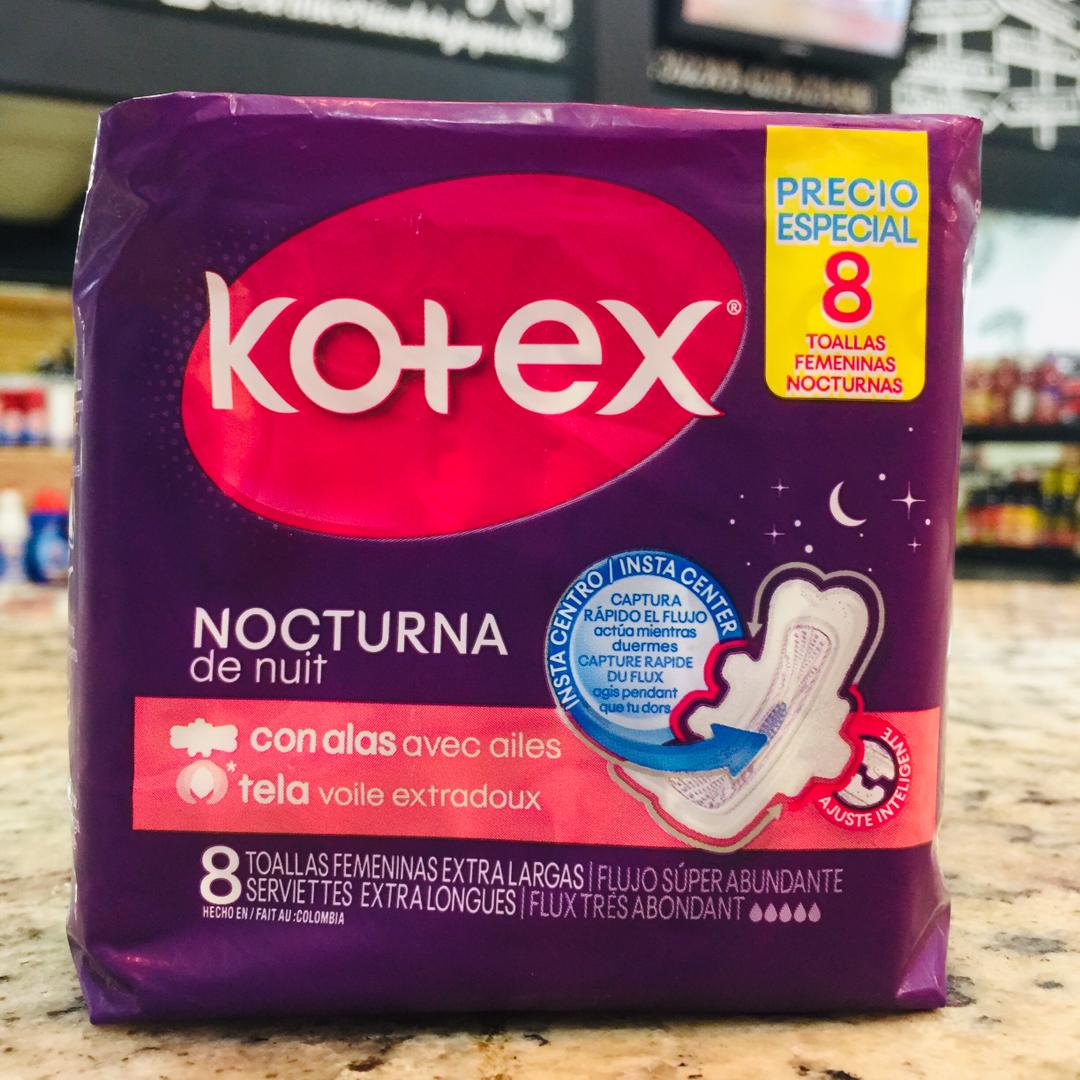 kotex®
PRECIO
ESPECIAL
8
TOALLAS
FEMENINAS
NOCTURNAS
NOCTURNA
de nuit
INSTA CENTRO / INSTA CENTER
CAPTURA
RÁPIDO EL FLUJO
actúa mientras
duermes
CAPTURE RAPIDE
DU FLUX
agis pendant
que tu dors
con alas avec ailes
*tela voile extradoux
AJUSTE INTELIGENTE
8 TOALLAS FEMENINAS EXTRA LARGAS | FLUJO SÚPER ABUNDANTE
SERVIETTES EXTRA LONGUES | FLUX TRÈS ABONDANT
HECHO EN / FAIT AU :COLOMBIA